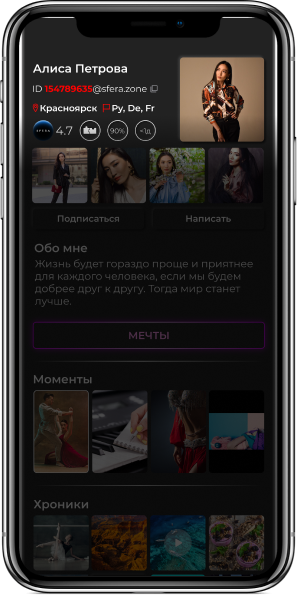 Алиса Петрова
ID 154789635@sfera.zone
Красноярск Ру, De, Fr
SFERA 4.7 90% +1д
Подписаться Написать
Обо мне
Жизнь будет гораздо проще и приятнее
для каждого человека, если мы будем
добрее друг к другу. Тогда мир станет
лучше.
МЕЧТЫ
Моменты
Хроники